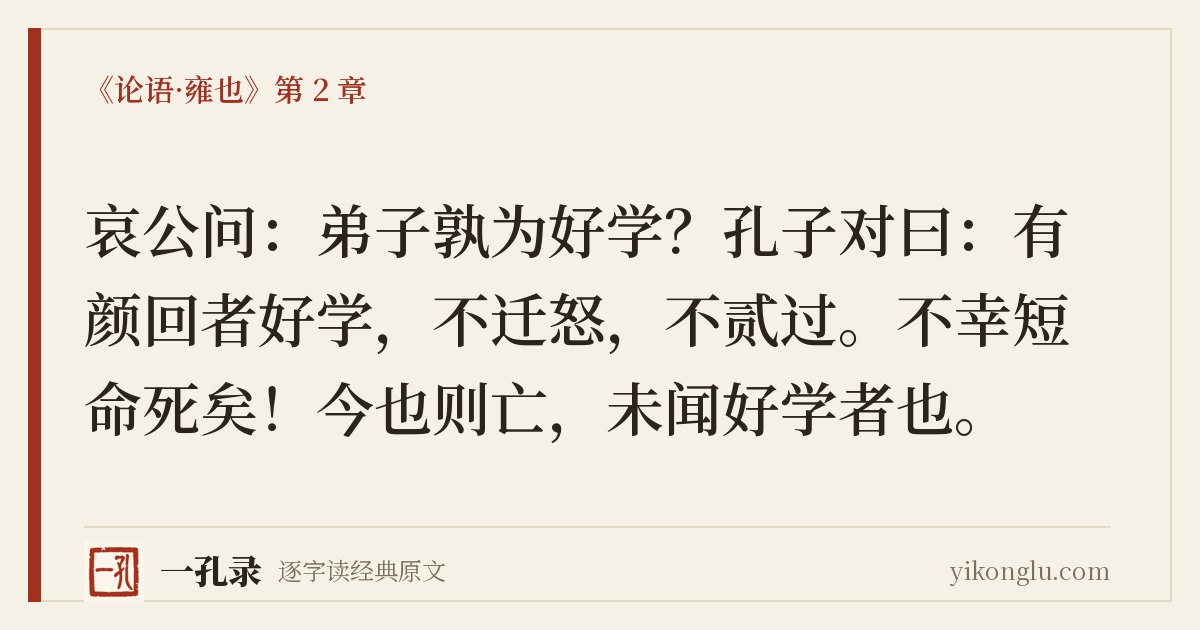 《论语·雍也》第 2 章
哀公问：弟子孰为好学？孔子对曰：有
颜回者好学，不迁怒，不贰过。不幸短
命死矣！今也则亡，未闻好学者也。
一孔
一孔录 逐字读经典原文
yikonglu.com